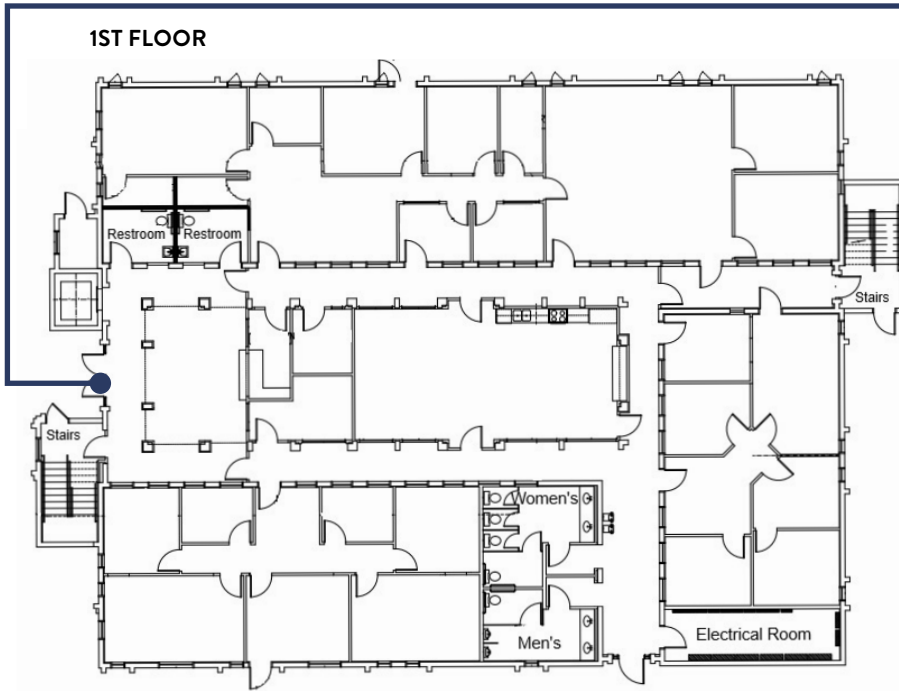 1ST FLOOR
Restroom
Restroom
Stairs
Stairs
Women's
Men's
Electrical Room